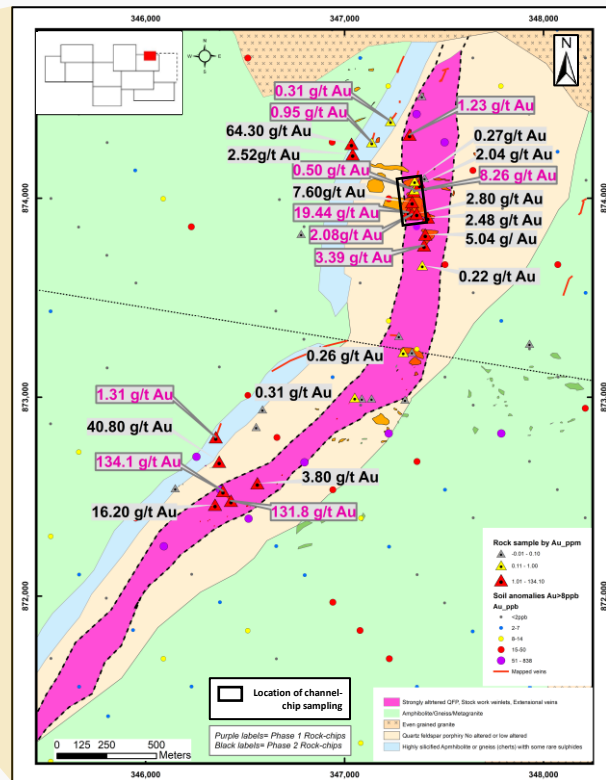 346,000
347,000
348,000
N
W
E
S
N
0.31 g/t Au
0.95 g/t Au
1.23 g/t Au
64.30 g/t Au
0.27g/t Au
2.52g/t Au
2.04 g/t Au
0.50 g/t Au
8.26 g/t Au
874,000
874,000
7.60g/t Au
2.80 g/t Au
19.44 g/t Au
2.48 g/t Au
2.08g/t Au
5.04 g/ Au
3.39 g/t Au
0.22 g/t Au
0.26 g/t Au
873,000
873,000
1.31 g/t Au
0.31 g/t Au
40.80 g/t Au
134.1 g/t Au
3.80 g/t Au
16.20 g/t Au
131.8 g/t Au
872,000
872,000
Rock sample by Au_ppm
-0.01 - 0.10
0.11 - 1.00
1.01 - 134.10
Soil anomalies Au>8ppb
Au_ppb
<2ppb
2-7
8-14
15-50
51 - 838
Mapped veins
Location of channel-
chip sampling
Purple labels= Phase 1 Rock-chips
Black labels= Phase 2 Rock-chips
Strongly altrered QFP, Stock work veintets, Extensional veins
Amphibolite/Gneiss/Metagranite
Even grained granite
Quartz feldspar porphiry No altered or low altered
Highly silicified Apmhibolite or gneiss (cherts) with some rare sulphides
0 125 250 500
Meters
346,000
347,000
348,000